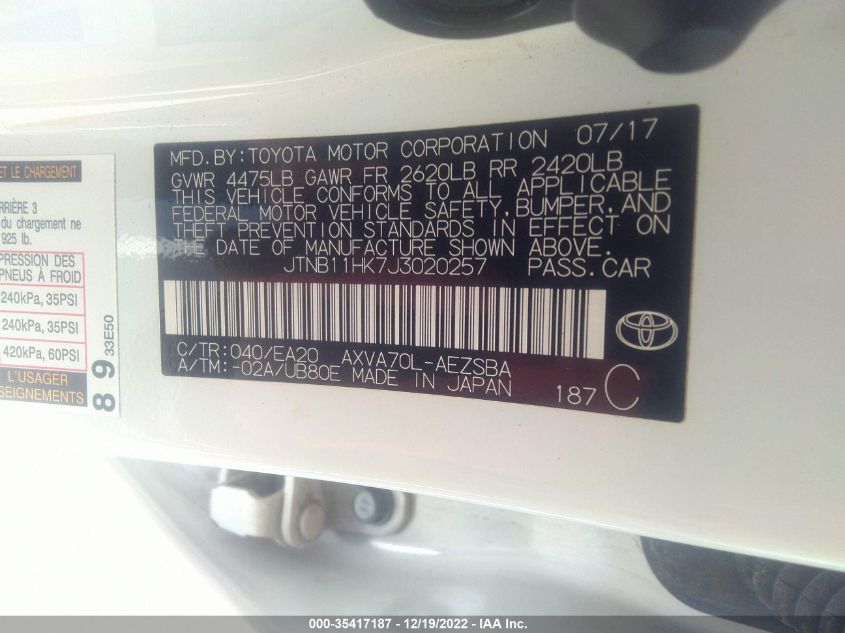 ET LE CHARGEMENT
RRIÈRE 3
du chargement ne
925 lb.
PRESSION DES
PNEUS À FROID
240kPa, 35PSI
240kPa, 35PSI
420kPa, 60PSI
L'USAGER
SEIGNEMENTS
8 9 33E50
MFD. BY: TOYOTA MOTOR CORPORATION 07/17
GVWR 4475LB GAWR FR 2620LB RR 2420LB
THIS VEHICLE CONFORMS TO ALL APPLICABLE
FEDERAL MOTOR VEHICLE SAFETY, BUMPER, AND
THEFT PREVENTION STANDARDS IN EFFECT ON
THE DATE OF MANUFACTURE SHOWN ABOVE.
JTNB11HK7J3020257 PASS. CAR
C/TR: 040/EA20 AXVA70L-AEZSBA
A/TM: -02A/UB80E MADE IN JAPAN
187 C
000-35417187 - 12/19/2022 - IAA Inc.